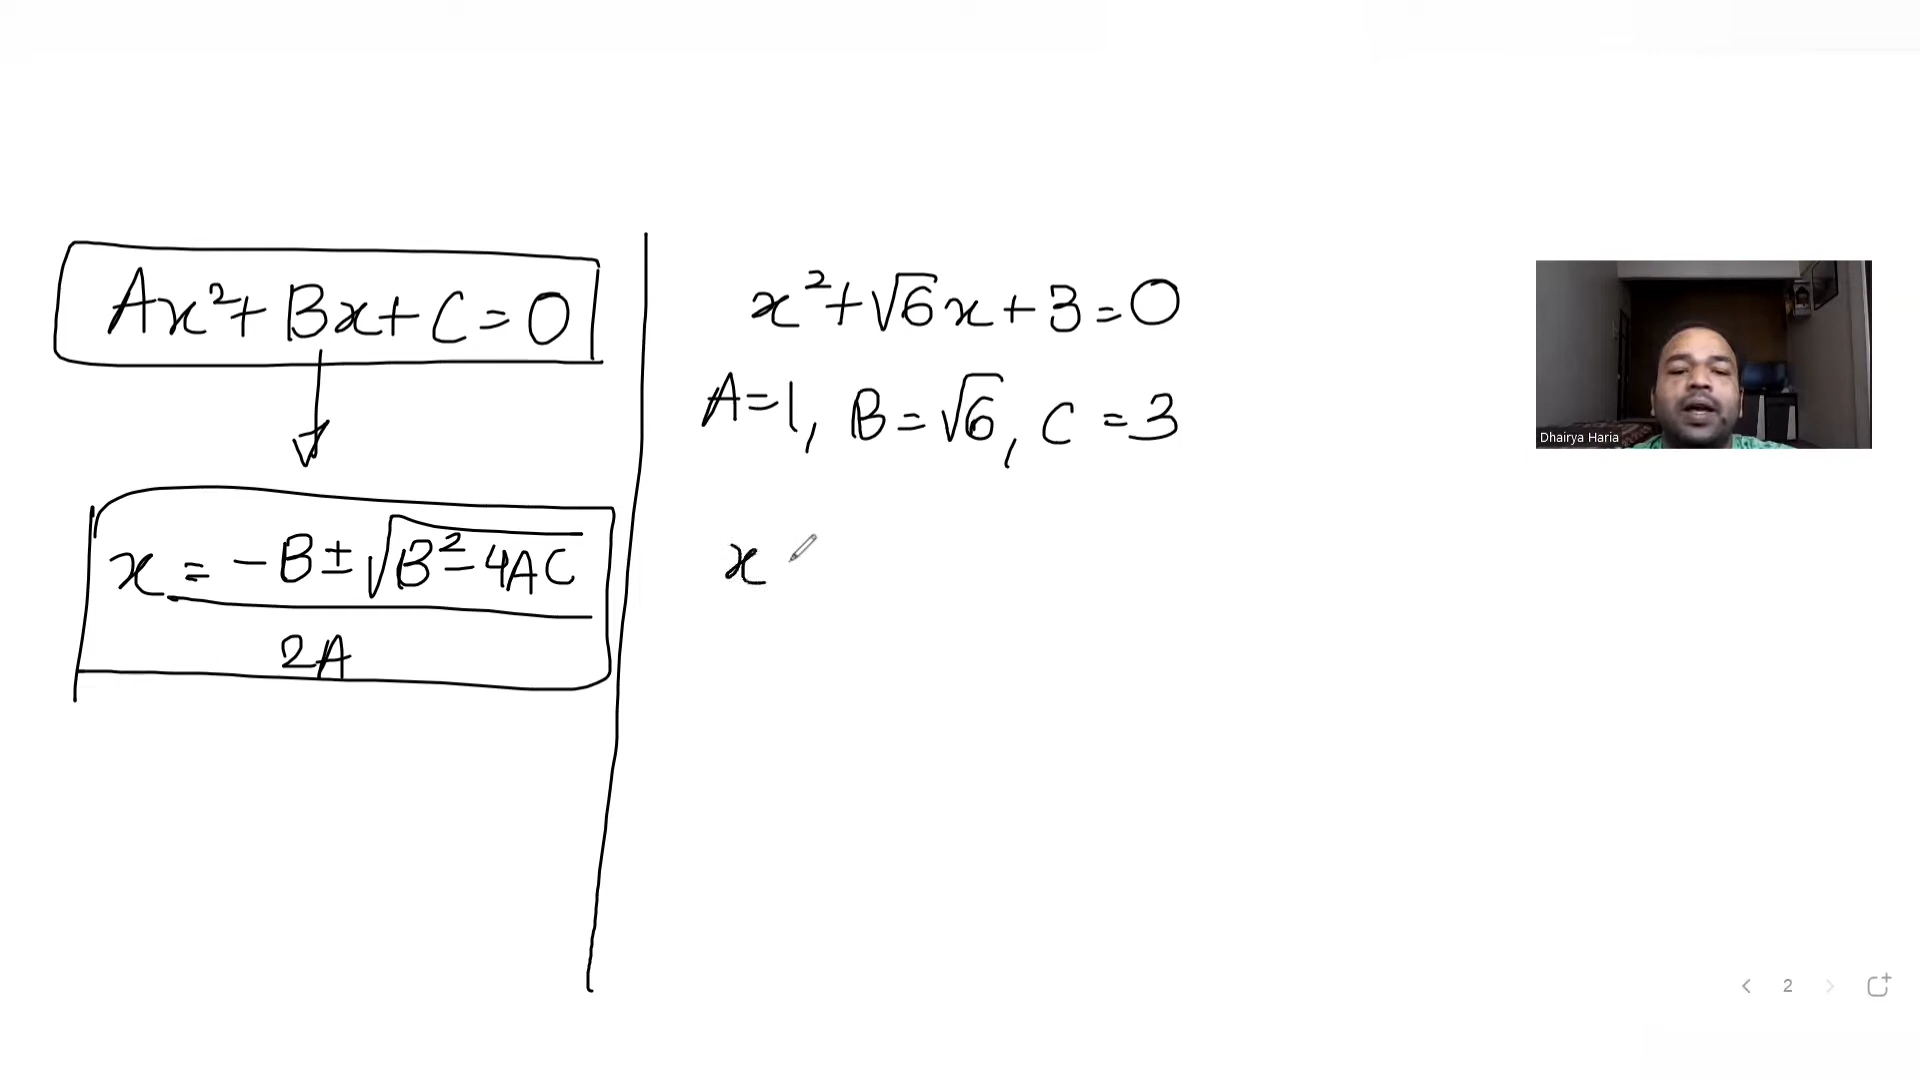 Ax²+Bx+C=0
x = -B±√B²-4AC
2A
x²+√6x+3=0
A=1, B=√6, C=3
x
Dhairya Haria
< 2 >